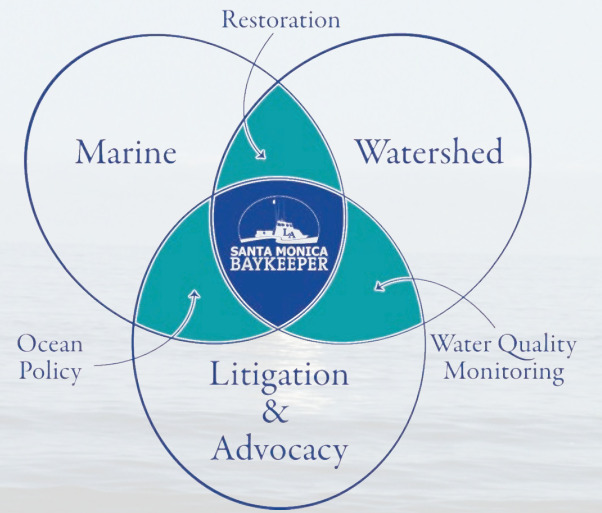 Restoration
Marine
Watershed
LA
SANTA MONICA
BAYKEEPER
Ocean
Policy
Water Quality
Monitoring
Litigation
&
Advocacy